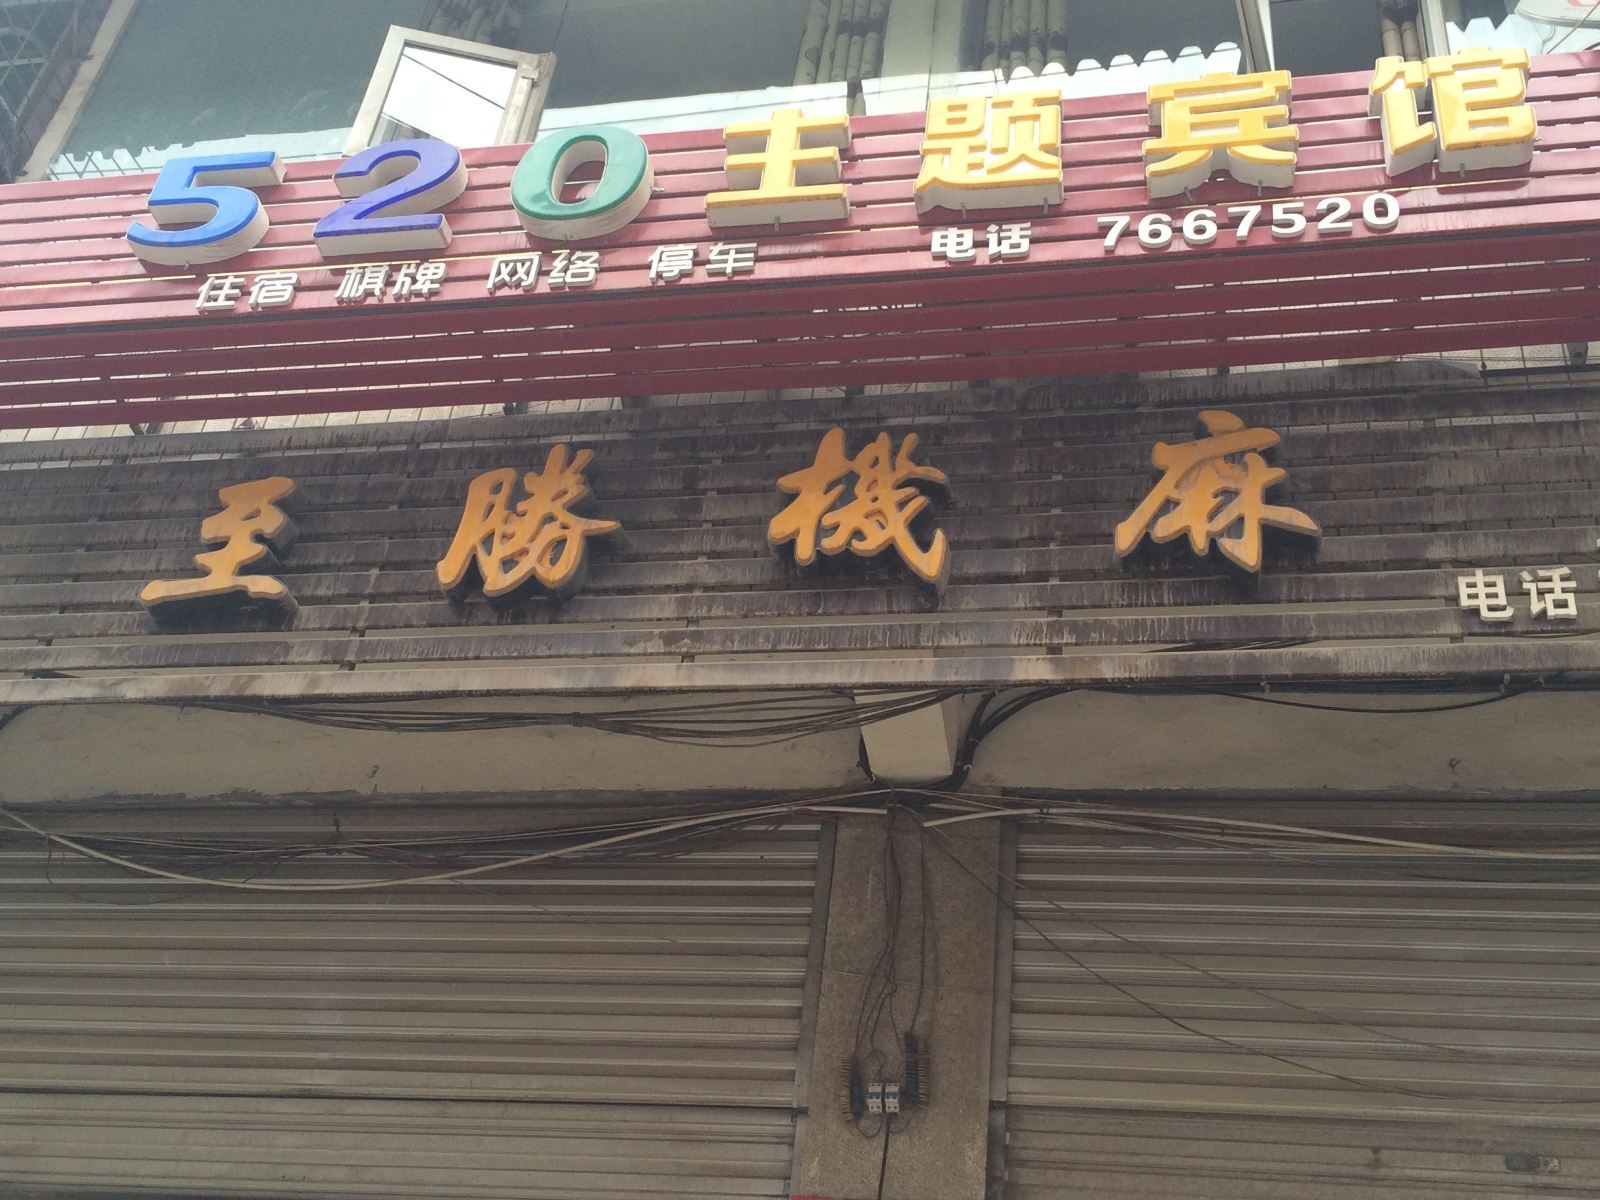 520主题宾馆
住宿 棋牌 网络 停车 电话 7667520
至勝機麻
电话